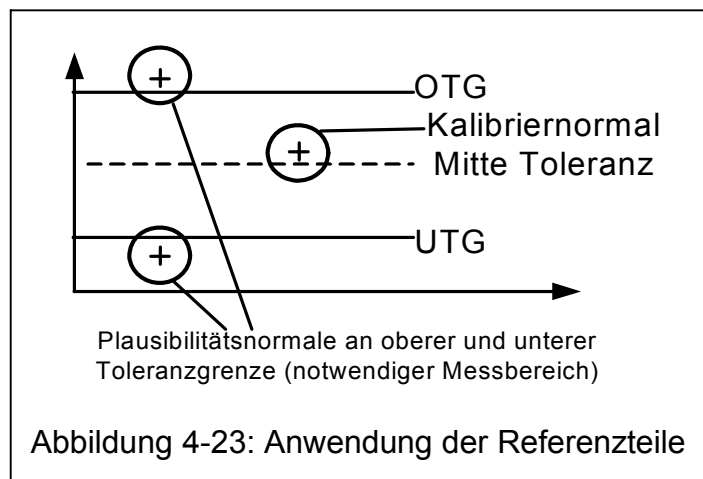 OTG
Kalibriernormal
Mitte Toleranz
UTG
Plausibilitätsnormale an oberer und unterer
Toleranzgrenze (notwendiger Messbereich)
Abbildung 4-23: Anwendung der Referenzteile